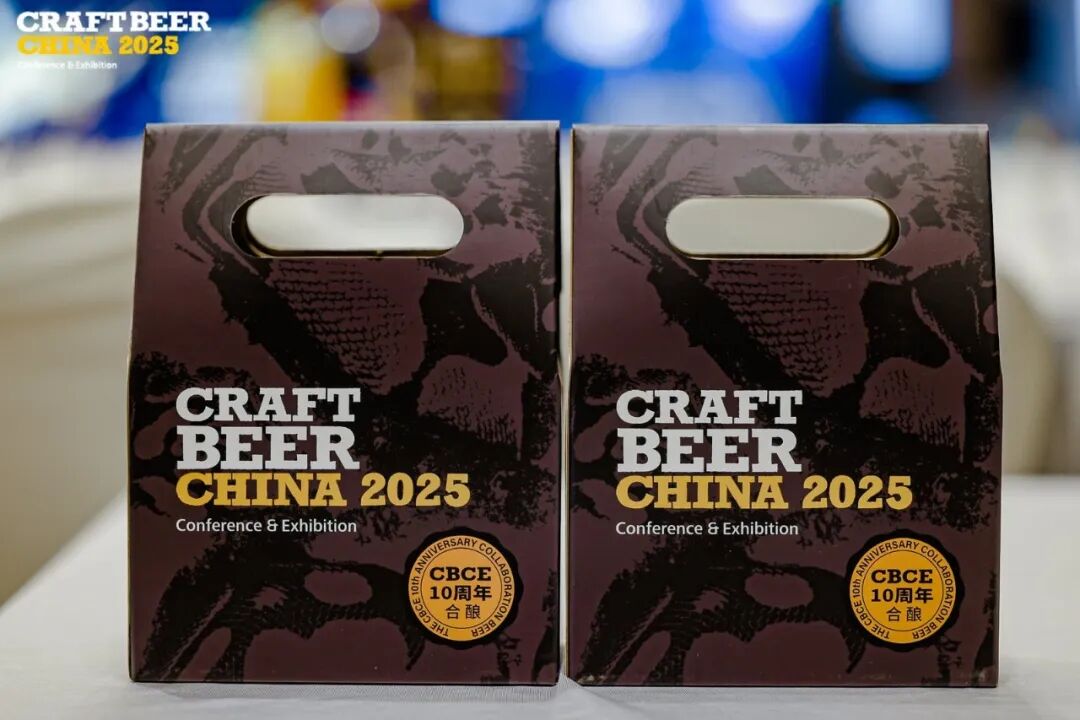 CRAFT BEER
CHINA 2025
Conference & Exhibition
CRAFT
BEER
CHINA 2025
Conference & Exhibition
THE CBCE 10th ANNIVERSARY COLLABORATION BEER
CBCE
10周年
合酿
CRAFT
BEER
CHINA 2025
Conference & Exhibition
THE CBCE 10th ANNIVERSARY COLLABORATION BEER
CBCE
10周年
合酿